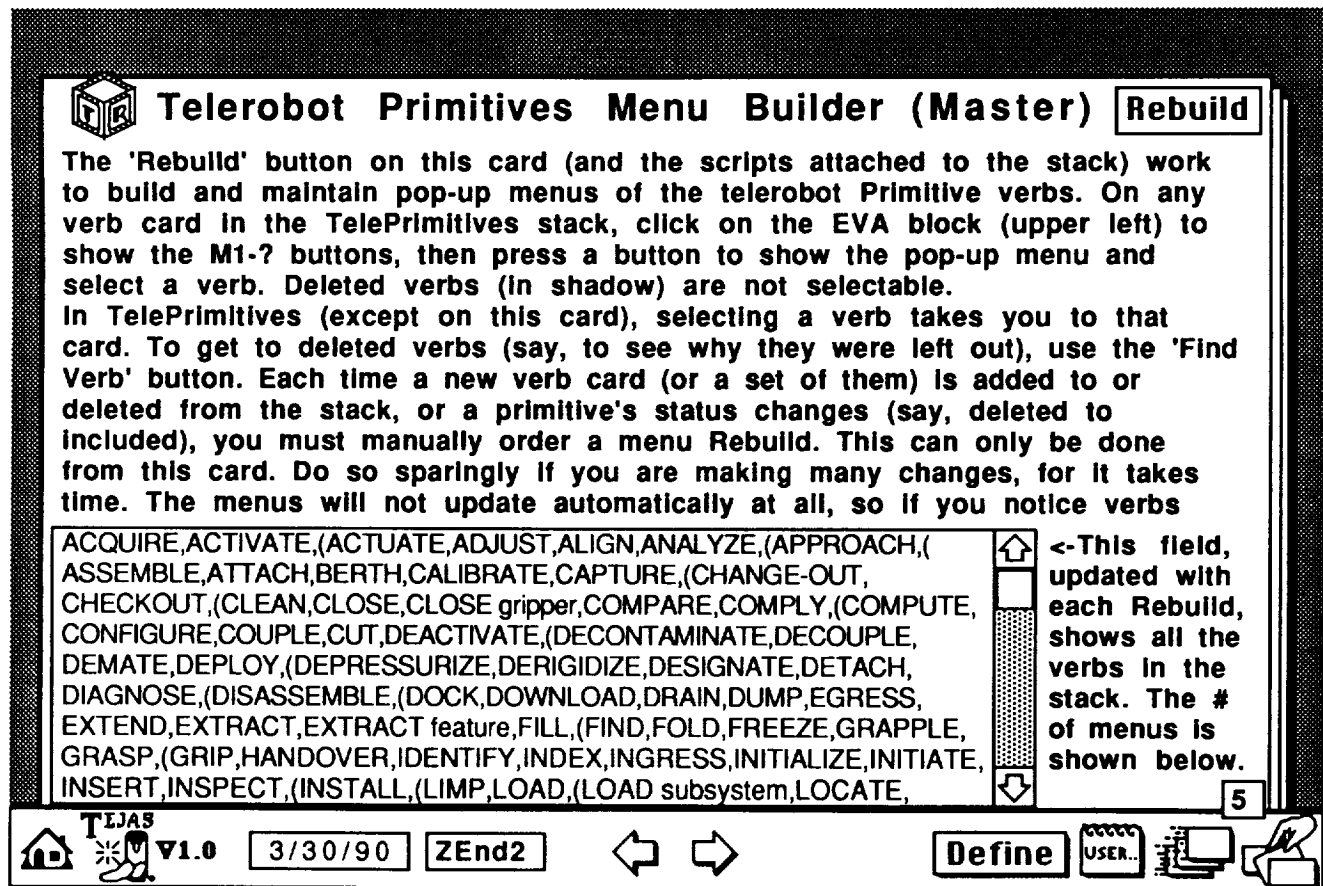 TR Telerobot Primitives Menu Builder (Master) Rebuild
The 'Rebuild' button on this card (and the scripts attached to the stack) work
to build and maintain pop-up menus of the telerobot Primitive verbs. On any
verb card in the TelePrimitives stack, click on the EVA block (upper left) to
show the M1-? buttons, then press a button to show the pop-up menu and
select a verb. Deleted verbs (in shadow) are not selectable.
In TelePrimitives (except on this card), selecting a verb takes you to that
card. To get to deleted verbs (say, to see why they were left out), use the 'Find
Verb' button. Each time a new verb card (or a set of them) is added to or
deleted from the stack, or a primitive's status changes (say, deleted to
included), you must manually order a menu Rebuild. This can only be done
from this card. Do so sparingly if you are making many changes, for it takes
time. The menus will not update automatically at all, so if you notice verbs
ACQUIRE,ACTIVATE,(ACTUATE,ADJUST,ALIGN,ANALYZE,(APPROACH,(
ASSEMBLE,ATTACH,BERTH,CALIBRATE,CAPTURE,(CHANGE-OUT,
CHECKOUT,(CLEAN,CLOSE,CLOSE gripper,COMPARE,COMPLY,(COMPUTE,
CONFIGURE,COUPLE,CUT,DEACTIVATE,(DECONTAMINATE,DECOUPLE,
DEMATE,DEPLOY,(DEPRESSURIZE,DERIGIDIZE,DESIGNATE,DETACH,
DIAGNOSE,(DISASSEMBLE,(DOCK,DOWNLOAD,DRAIN,DUMP,EGRESS,
EXTEND,EXTRACT,EXTRACT feature,FILL,(FIND,FOLD,FREEZE,GRAPPLE,
GRASP,(GRIP,HANDOVER,IDENTIFY,INDEX,INGRESS,INITIALIZE,INITIATE,
INSERT,INSPECT,(INSTALL,(LIMP,LOAD,(LOAD subsystem,LOCATE,
<-This field,
updated with
each Rebuild,
shows all the
verbs in the
stack. The #
of menus is
shown below.
5
TEJAS
V1.0 3/30/90 ZEnd2 Define USER..